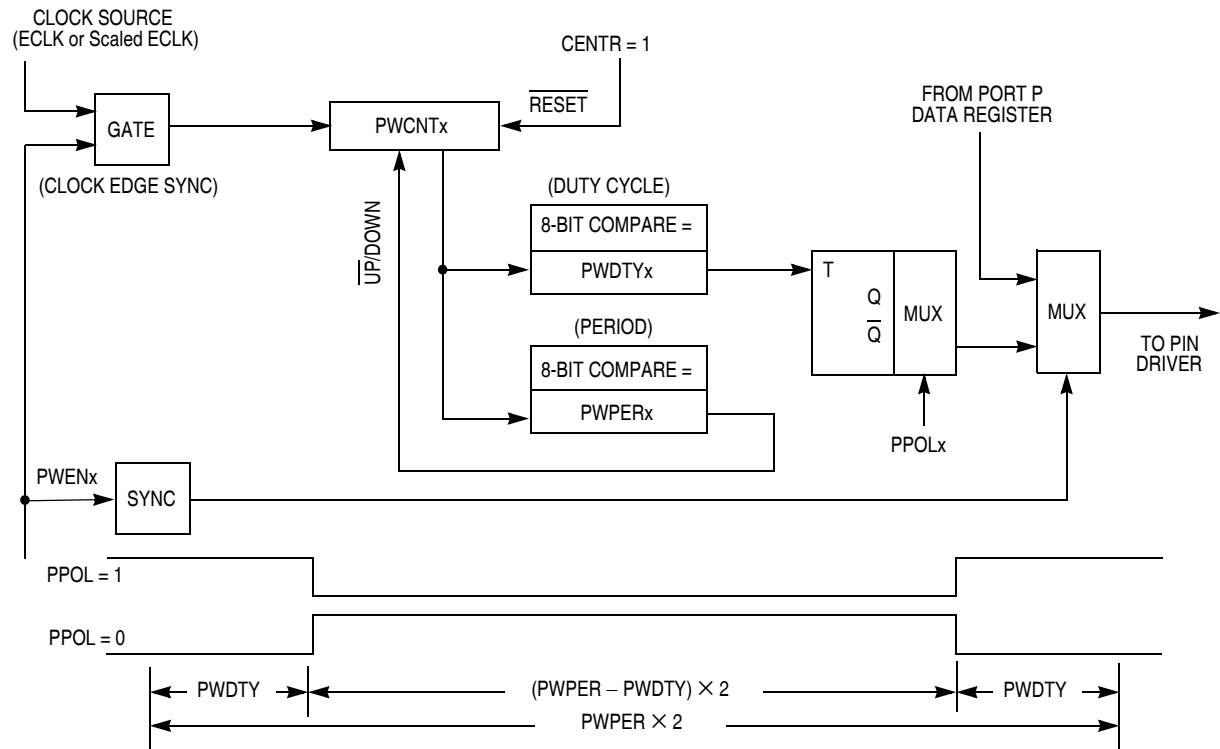 CLOCK SOURCE
(ECLK or Scaled ECLK)
CENTR = 1
RESET
FROM PORT P
DATA REGISTER
GATE
PWCNTx
(CLOCK EDGE SYNC)
UP/DOWN
(DUTY CYCLE)
8-BIT COMPARE =
PWDTYx
T
Q
Q
MUX
MUX
TO PIN
DRIVER
(PERIOD)
8-BIT COMPARE =
PWPERx
PPOLx
PWENx
SYNC
PPOL = 1
PPOL = 0
PWDTY
(PWPER – PWDTY) × 2
PWDTY
PWPER × 2